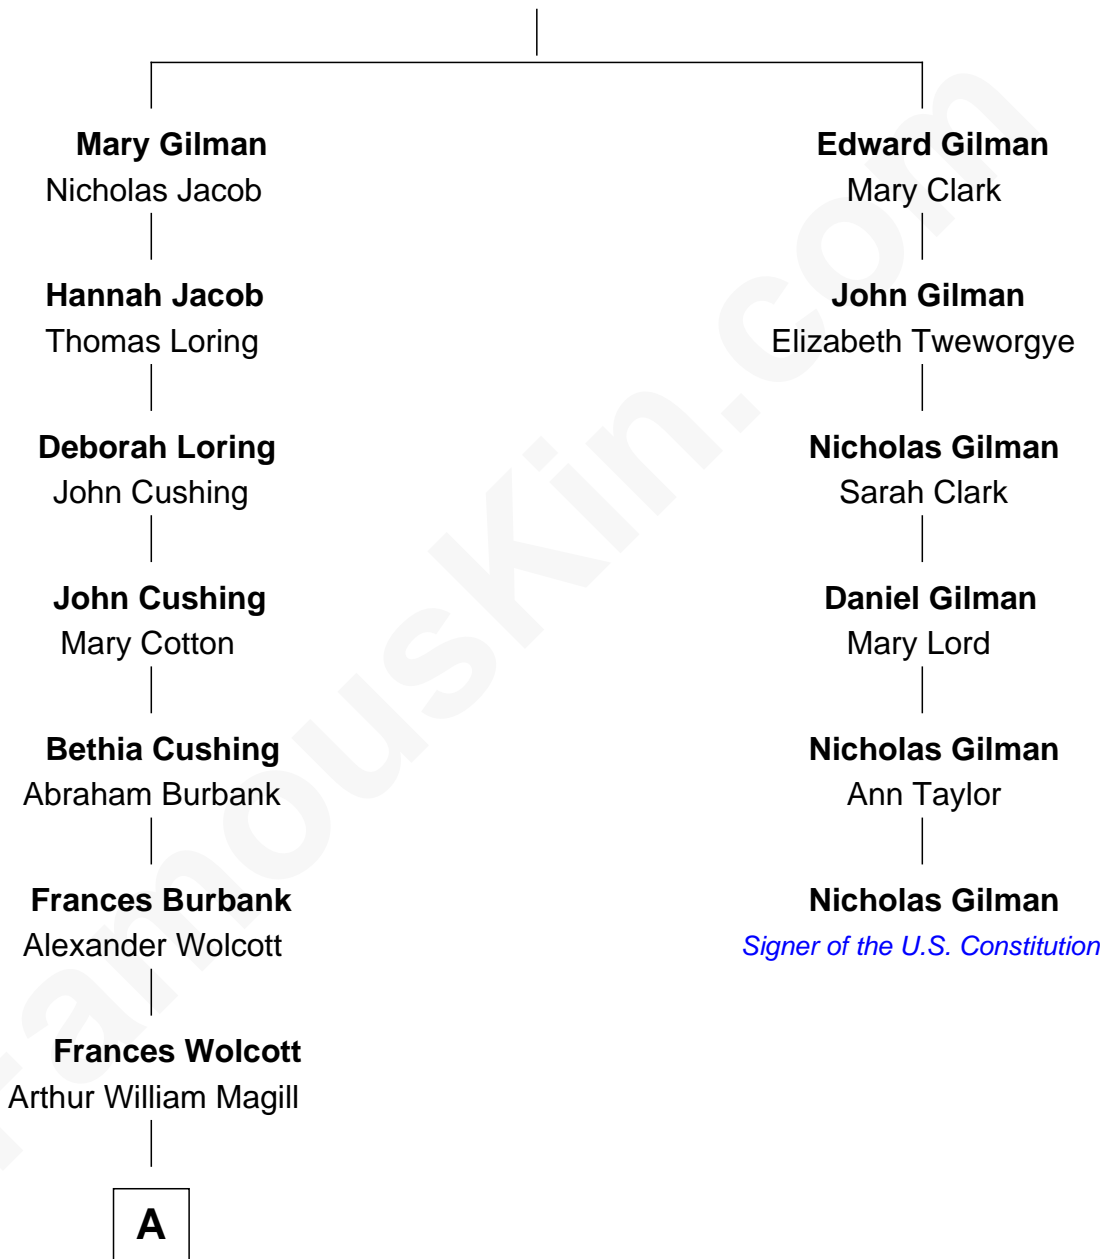 Mary Gilman
Nicholas Jacob
Hannah Jacob
Thomas Loring
Deborah Loring
John Cushing
John Cushing
Mary Cotton
Bethia Cushing
Abraham Burbank
Frances Burbank
Alexander Wolcott
Frances Wolcott
Arthur William Magill
A
Edward Gilman
Mary Clark
John Gilman
Elizabeth Tweworgye
Nicholas Gilman
Sarah Clark
Daniel Gilman
Mary Lord
Nicholas Gilman
Ann Taylor
Nicholas Gilman
Signer of the U.S. Constitution
FamousKin.com